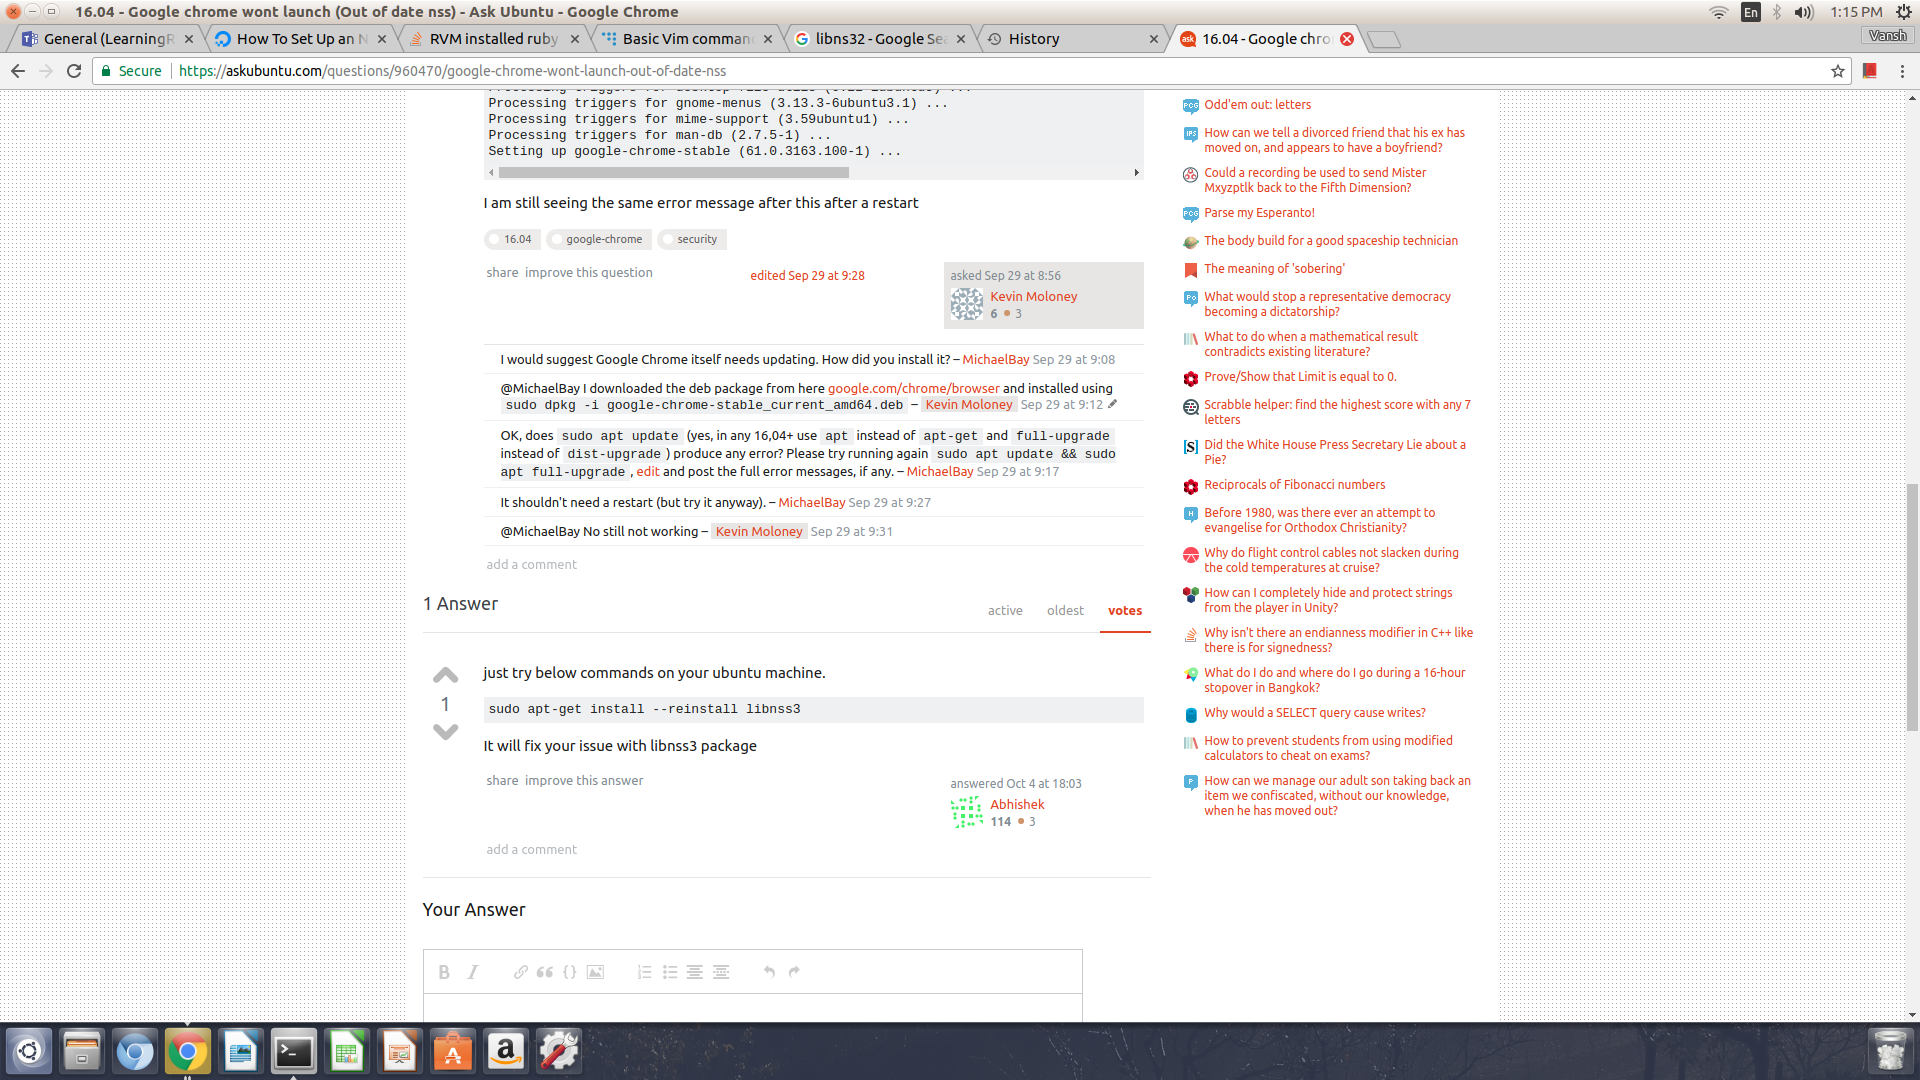 16.04 - Google chrome wont launch (Out of date nss) - Ask Ubuntu - Google Chrome
En
1:15 PM
General (LearningR
How To Set Up an N
RVM installed ruby
Basic Vim comman
libns32 - Google Sea
History
16.04 - Google chro
Vansh
Secure
https://askubuntu.com/questions/960470/google-chrome-wont-launch-out-of-date-nss
Processing triggers for gnome-menus (3.13.3-6ubuntu3.1) ...
Processing triggers for mime-support (3.59ubuntu1) ...
Processing triggers for man-db (2.7.5-1) ...
Setting up google-chrome-stable (61.0.3163.100-1) ...
I am still seeing the same error message after this after a restart
16.04
google-chrome
security
share improve this question
edited Sep 29 at 9:28
asked Sep 29 at 8:56
Kevin Moloney
6 3
I would suggest Google Chrome itself needs updating. How did you install it? – MichaelBay Sep 29 at 9:08
@MichaelBay I downloaded the deb package from here google.com/chrome/browser and installed using
sudo dpkg -i google-chrome-stable_current_amd64.deb – Kevin Moloney Sep 29 at 9:12
OK, does sudo apt update (yes, in any 16,04+ use apt instead of apt-get and full-upgrade
instead of dist-upgrade ) produce any error? Please try running again sudo apt update && sudo
apt full-upgrade , edit and post the full error messages, if any. – MichaelBay Sep 29 at 9:17
It shouldn't need a restart (but try it anyway). – MichaelBay Sep 29 at 9:27
@MichaelBay No still not working – Kevin Moloney Sep 29 at 9:31
add a comment
1 Answer
active
oldest
votes
1
just try below commands on your ubuntu machine.
sudo apt-get install --reinstall libnss3
It will fix your issue with libnss3 package
share improve this answer
answered Oct 4 at 18:03
Abhishek
114 3
add a comment
Your Answer
B I
Odd'em out: letters
How can we tell a divorced friend that his ex has
moved on, and appears to have a boyfriend?
Could a recording be used to send Mister
Mxyzptlk back to the Fifth Dimension?
Parse my Esperanto!
The body build for a good spaceship technician
The meaning of 'sobering'
What would stop a representative democracy
becoming a dictatorship?
What to do when a mathematical result
contradicts existing literature?
Prove/Show that Limit is equal to 0.
Scrabble helper: find the highest score with any 7
letters
Did the White House Press Secretary Lie about a
Pie?
Reciprocals of Fibonacci numbers
Before 1980, was there ever an attempt to
evangelise for Orthodox Christianity?
Why do flight control cables not slacken during
the cold temperatures at cruise?
How can I completely hide and protect strings
from the player in Unity?
Why isn't there an endianness modifier in C++ like
there is for signedness?
What do I do and where do I go during a 16-hour
stopover in Bangkok?
Why would a SELECT query cause writes?
How to prevent students from using modified
calculators to cheat on exams?
How can we manage our adult son taking back an
item we confiscated, without our knowledge,
when he has moved out?